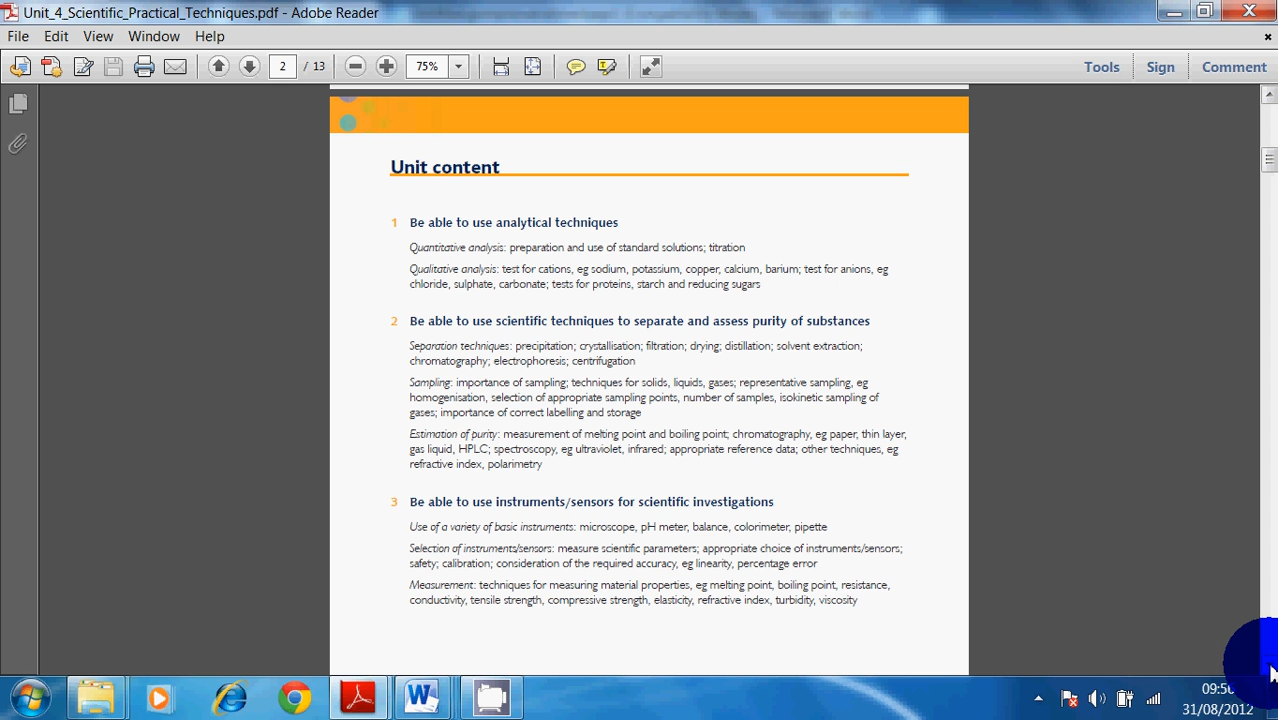 Unit_4_Scientific_Practical_Techniques.pdf - Adobe Reader
File Edit View Window Help
2 / 13 75% Tools Sign Comment
Unit content
1 Be able to use analytical techniques
Quantitative analysis: preparation and use of standard solutions; titration
Qualitative analysis: test for cations, eg sodium, potassium, copper, calcium, barium; test for anions, eg
chloride, sulphate, carbonate; tests for proteins, starch and reducing sugars
2 Be able to use scientific techniques to separate and assess purity of substances
Separation techniques: precipitation; crystallisation; filtration; drying; distillation; solvent extraction;
chromatography; electrophoresis; centrifugation
Sampling: importance of sampling; techniques for solids, liquids, gases; representative sampling, eg
homogenisation, selection of appropriate sampling points, number of samples, isokinetic sampling of
gases; importance of correct labelling and storage
Estimation of purity: measurement of melting point and boiling point; chromatography, eg paper, thin layer,
gas liquid, HPLC; spectroscopy, eg ultraviolet, infrared; appropriate reference data; other techniques, eg
refractive index, polarimetry
3 Be able to use instruments/sensors for scientific investigations
Use of a variety of basic instruments: microscope, pH meter, balance, colorimeter, pipette
Selection of instruments/sensors: measure scientific parameters; appropriate choice of instruments/sensors;
safety; calibration; consideration of the required accuracy, eg linearity, percentage error
Measurement: techniques for measuring material properties, eg melting point, boiling point, resistance,
conductivity, tensile strength, compressive strength, elasticity, refractive index, turbidity, viscosity
31/08/2012